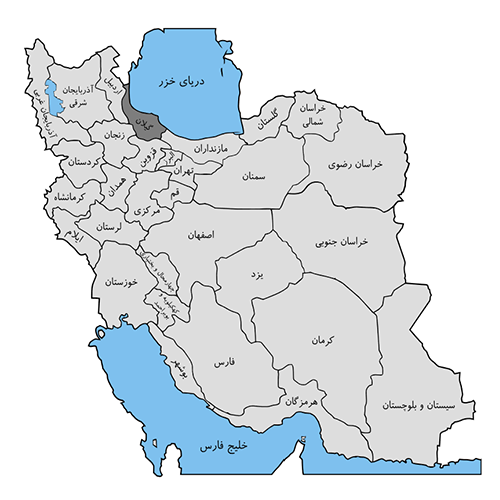 دریای خزر
آذربایجان
شرقی
اردبیل
آذربایجان غربی
گیلان
زنجان
خراسان
شمالی
گلستان
مازندران
خراسان رضوی
سمنان
البرز
تهران
قزوین
کردستان
همدان
قم
مرکزی
کرمانشاه
لرستان
ایلام
اصفهان
خراسان جنوبی
یزد
چهارمحال و بختیاری
خوزستان
کهگیلویه و
بویراحمد
کرمان
فارس
بوشهر
هرمزگان
سیستان و بلوچستان
خلیج فارس